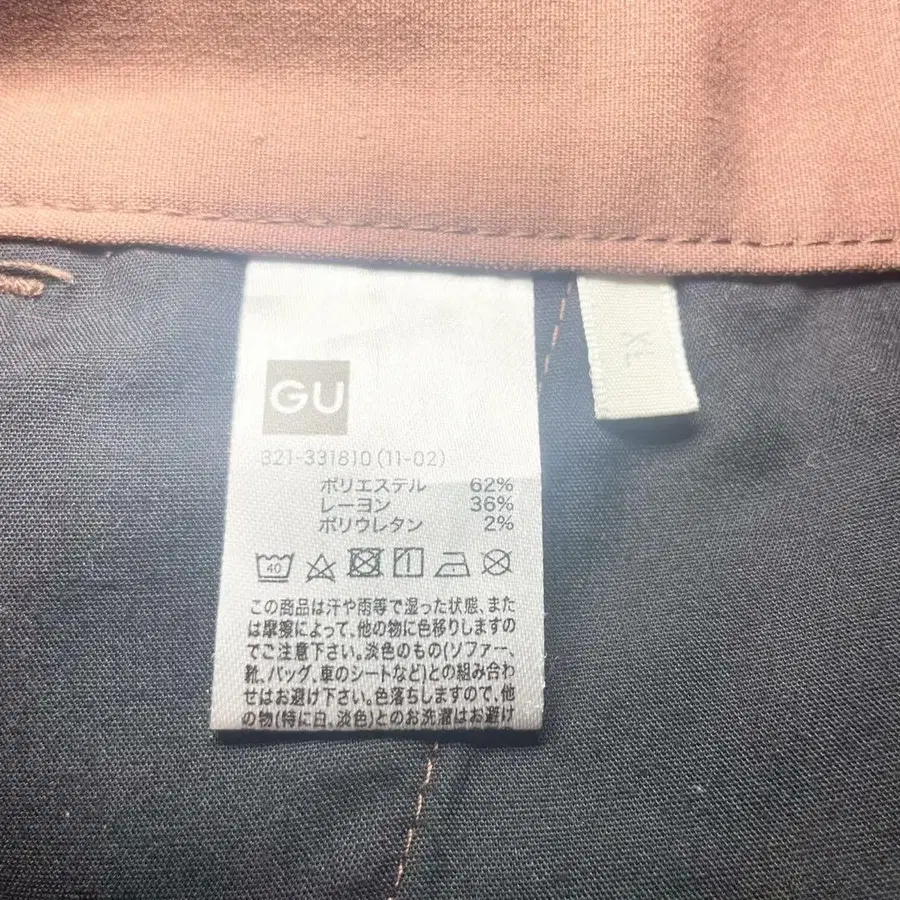 GU
321-331810(11-02)
ポリエステル 62%
レーヨン 36%
ポリウレタン 2%
40
この商品は汗や雨等で湿った状態、また
は摩擦によって、他の物に色移りしますの
でご注意下さい。淡色のもの(ソファー、
靴、バッグ、車のシートなど)との組み合わ
せはお避け下さい。色落ちしますので、他
の物(特に白、淡色)とのお洗濯はお避け
XL